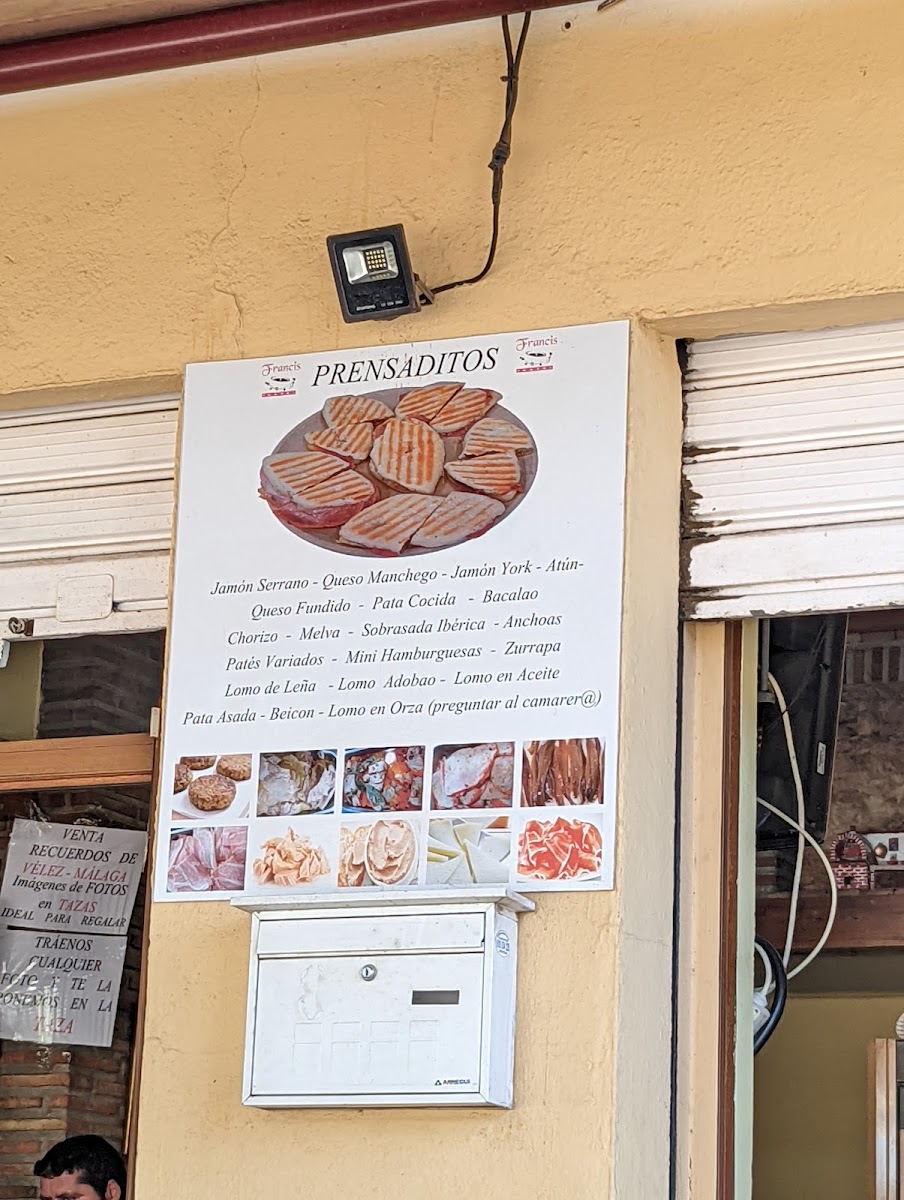 Francis
PRENSADITOS
Francis
Jamón Serrano - Queso Manchego - Jamón York - Atún-
Queso Fundido - Pata Cocida - Bacalao
Chorizo - Melva - Sobrasada Ibérica - Anchoas
Patés Variados - Mini Hamburguesas - Zurrapa
Lomo de Leña - Lomo Adobao - Lomo en Aceite
Pata Asada - Beicon - Lomo en Orza (preguntar al camarer@)
VENTA
RECUERDOS DE
VÉLEZ - MÁLAGA
Imágenes de FOTOS
en TAZAS
IDEAL PARA REGALAR
TRÁENOS
CUALQUIER
FOTO Y TE LA
PONEMOS EN LA
TAZA
ARREGUI